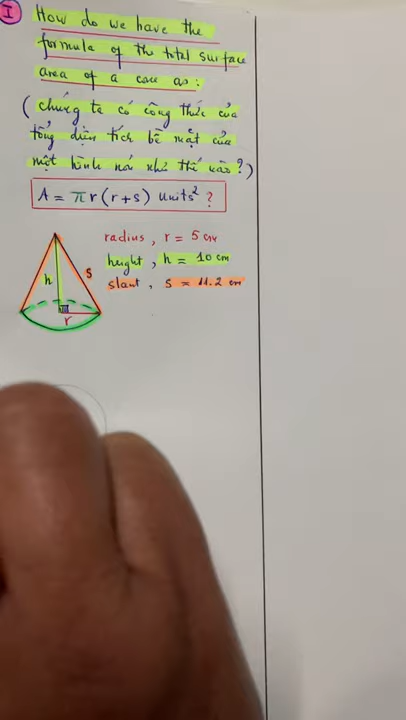 I How do we have the
formula of the total surface
area of a cone as:
(chúng ta có công thức của
tổng diện tích bề mặt của
một hình nón như thế nào?)
A = πr(r+s) units² ?
radius, r = 5 cm
height, h = 10 cm
slant, s ≈ 11.2 cm
h
s
r